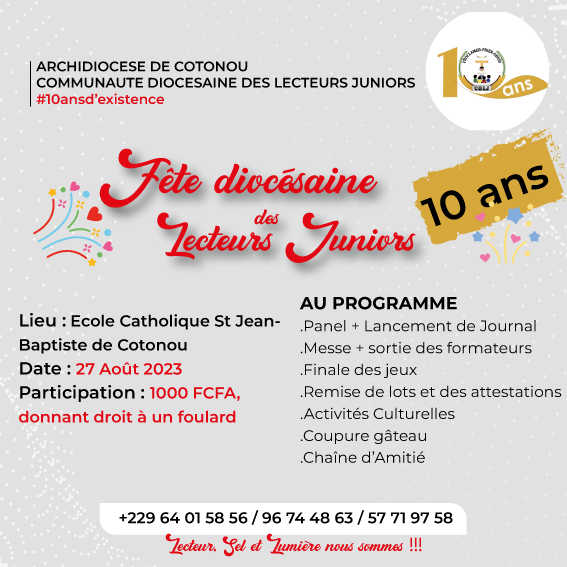 ARCHIDIOCESE DE COTONOU
COMMUNAUTE DIOCESAINE DES LECTEURS JUNIORS
#10ansd'existence
10 ans
CDLJ
Fête diocésaine
des
Lecteurs Juniors
10 ans
Lieu : Ecole Catholique St Jean-
Baptiste de Cotonou
Date : 27 Août 2023
Participation : 1000 FCFA,
donnant droit à un foulard
AU PROGRAMME
.Panel + Lancement de Journal
.Messe + sortie des formateurs
.Finale des jeux
.Remise de lots et des attestations
.Activités Culturelles
.Coupure gâteau
.Chaîne d'Amitié
+229 64 01 58 56 / 96 74 48 63 / 57 71 97 58
Lecteur, Sel et Lumière nous sommes !!!